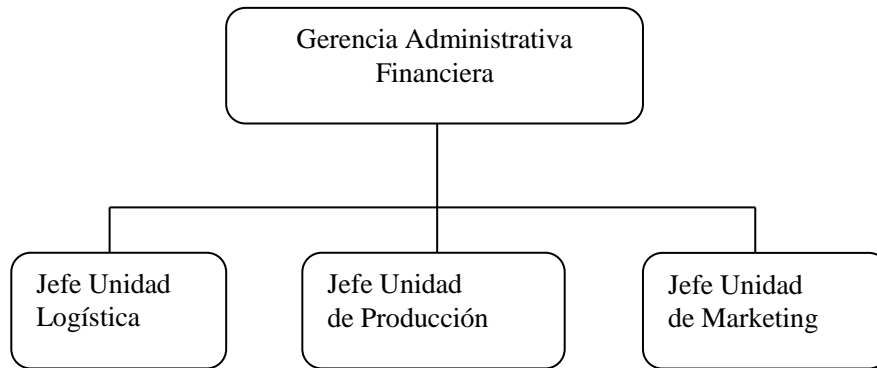 Gerencia Administrativa
Financiera
Jefe Unidad
Logística
Jefe Unidad
de Producción
Jefe Unidad
de Marketing